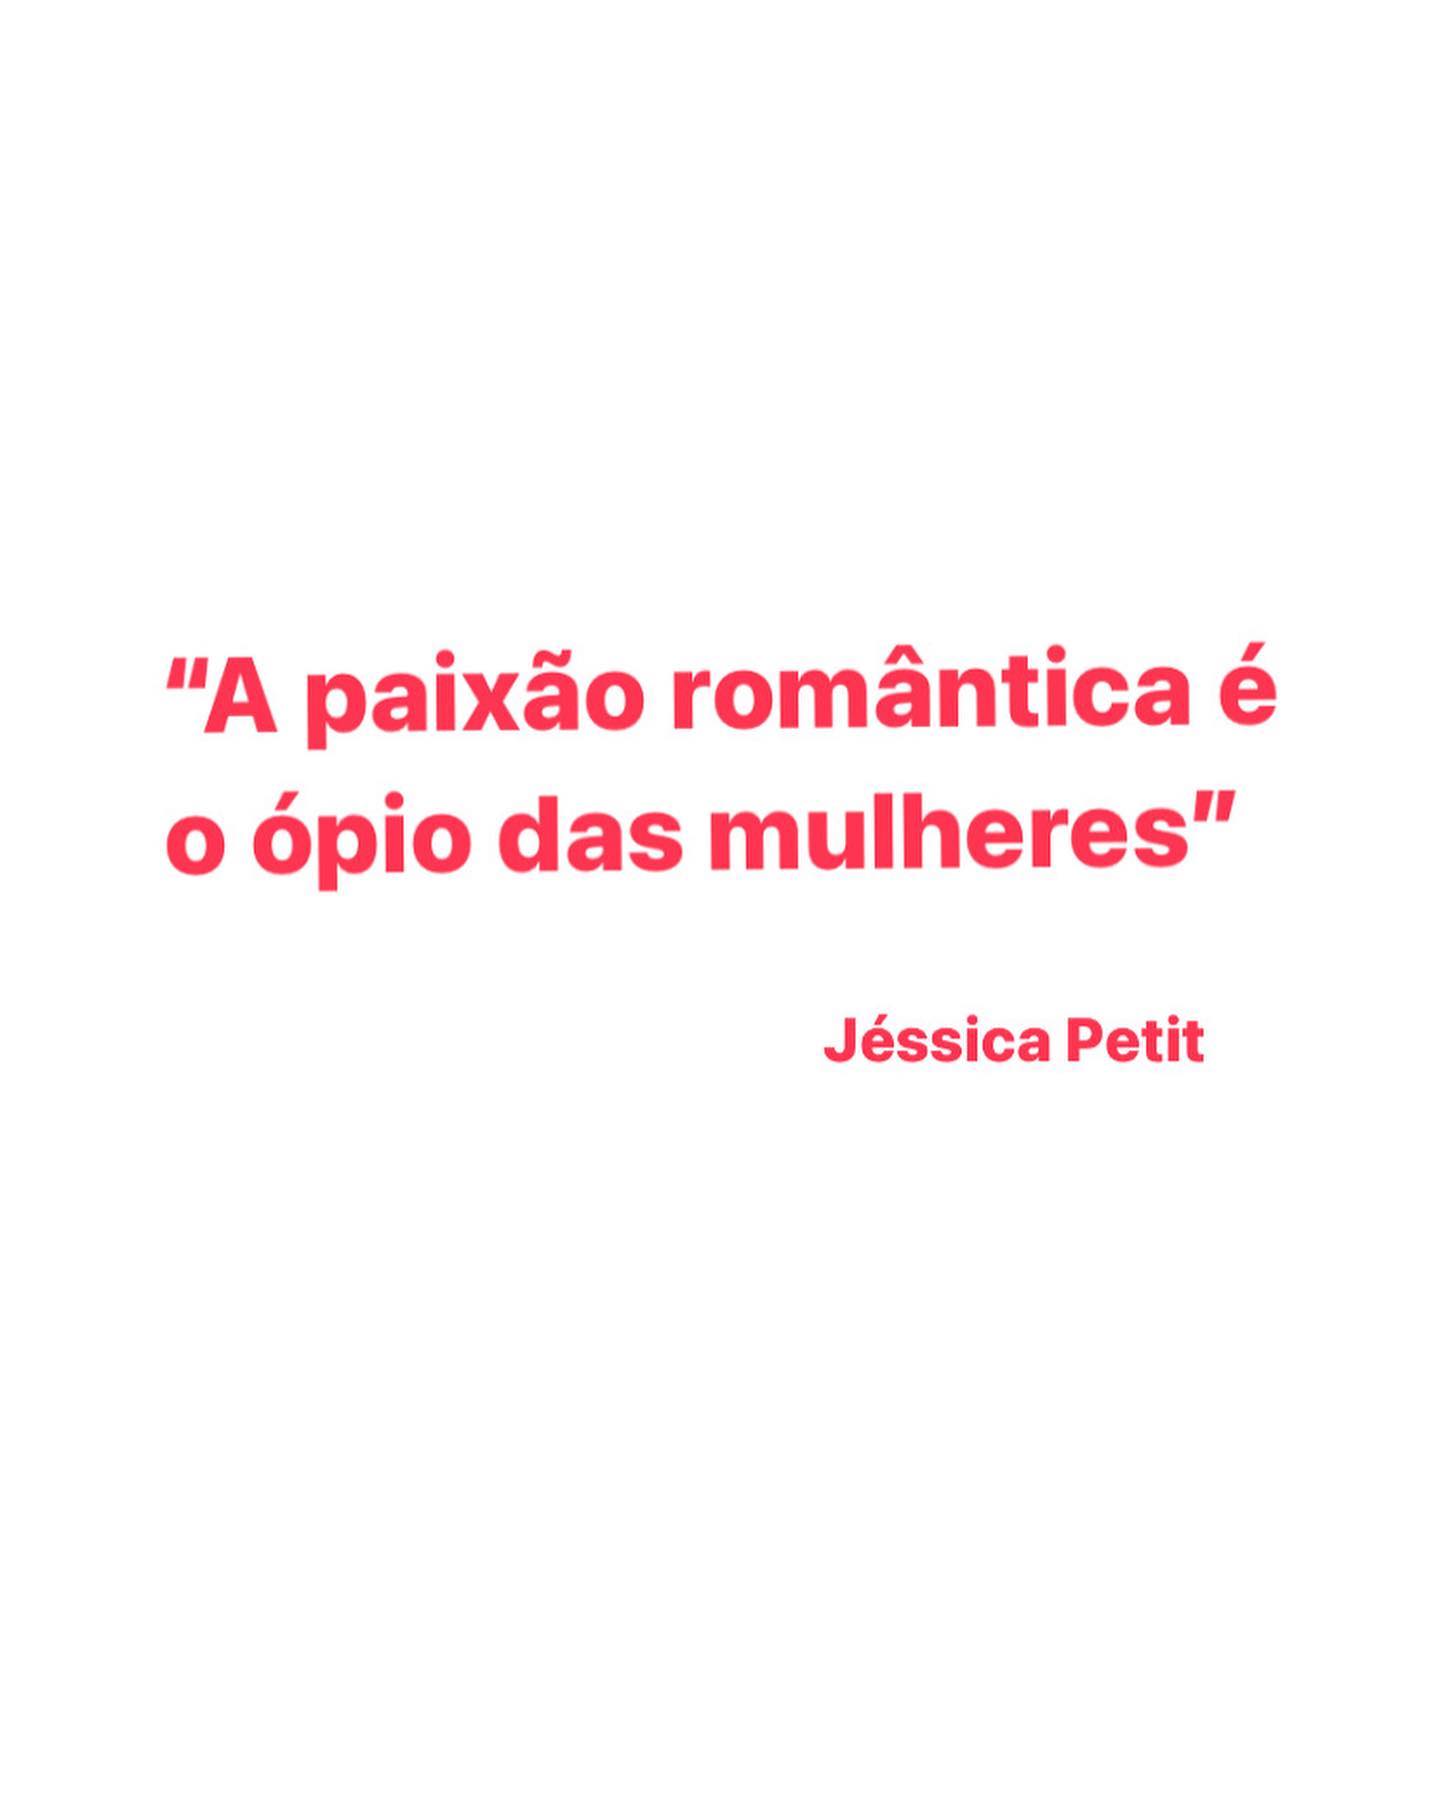 “A paixão romântica é
o ópio das mulheres”
Jéssica Petit